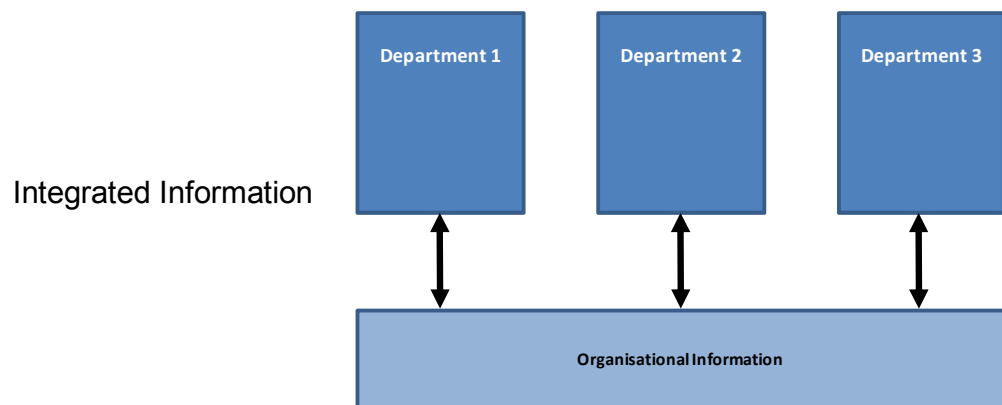 Department 1
Department 2
Department 3
Integrated Information
Organisational Information